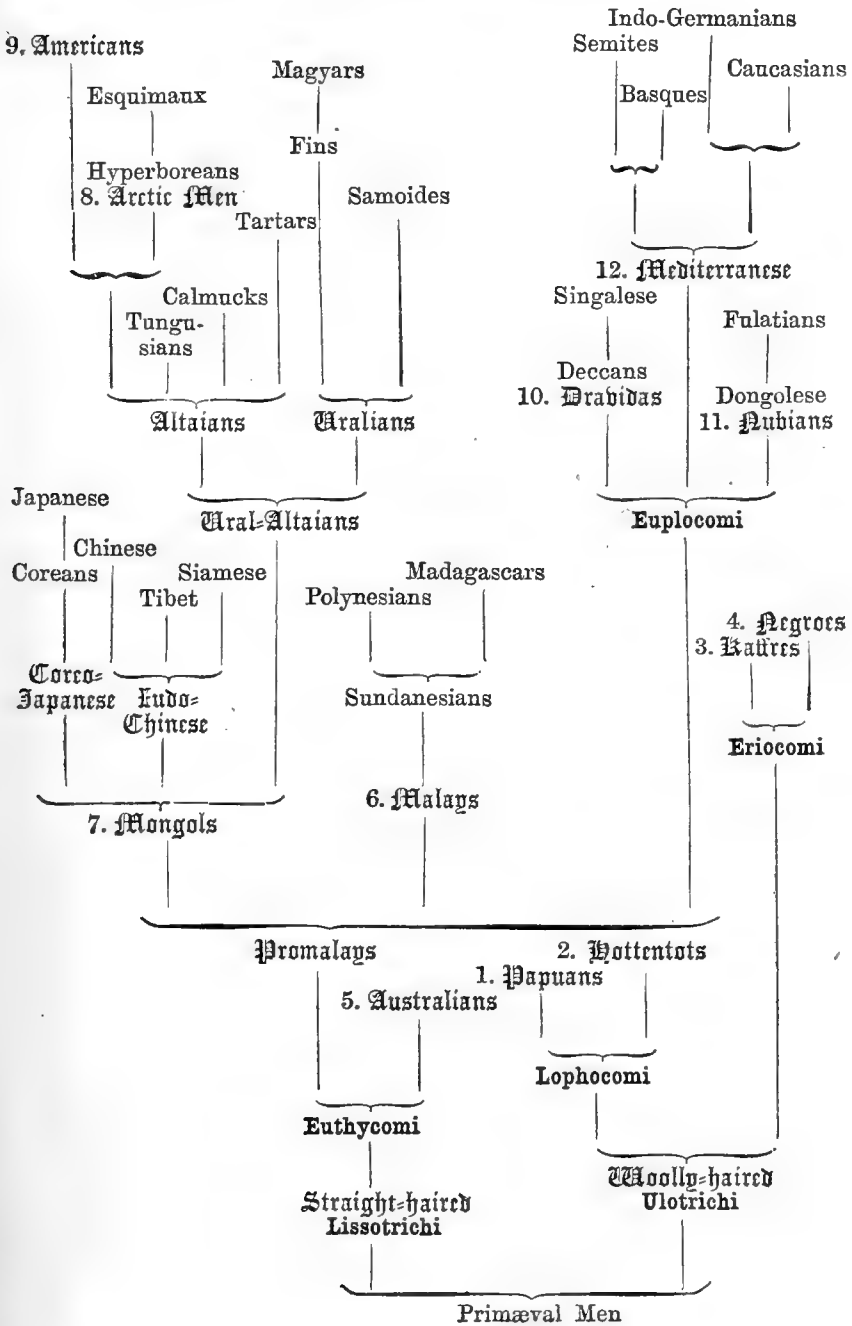 Indo-Germanians
9. Americans
Semites
Magyars
Caucasians
Esquimaux
Basques
Fins
Hyperboreans
8. Arctic Men
Samoides
Tartars
12. Mediterranese
Calmucks
Singalese
Tungu-
sians
Fulatians
Deccans
10. Dravidas
Dongolese
11. Nubians
Altaians
Uralians
Japanese
Ural=Altaians
Euplocomi
Chinese
Coreans
Siamese
Madagascars
Tibet
Polynesians
4. Negroes
3. Kaffres
Coreo=
Japanese
Indo=
Chinese
Sundanesians
Eriocomi
6. Malays
7. Mongols
Promalays
2. Hottentots
1. Papuans
5. Australians
Lophocomi
Euthycomi
Woolly=haired
Ulotrichi
Straight=haired
Lissotrichi
Primæval Men